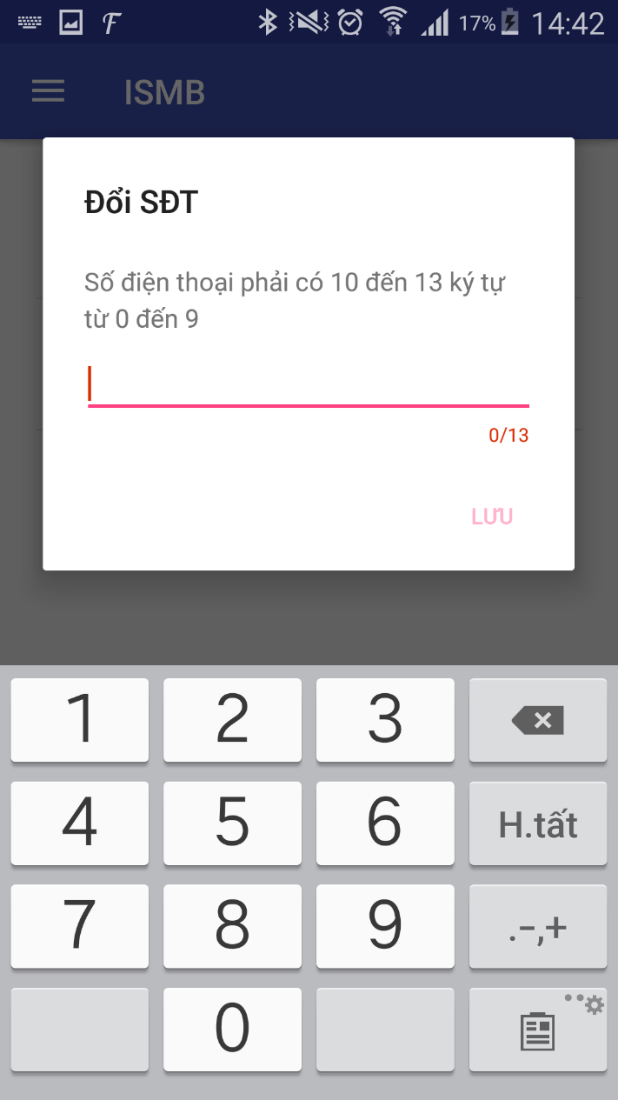 17% 14:42
ISMB
Đổi SĐT
Số điện thoại phải có 10 đến 13 ký tự
từ 0 đến 9
0/13
LƯU
1 2 3
4 5 6 H.tất
7 8 9 .-,+
0